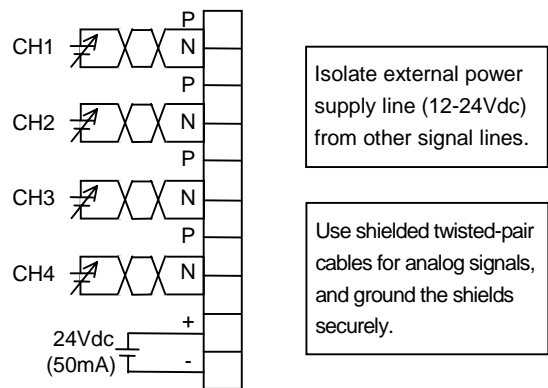 P
CH1
N
P
CH2
N
P
CH3
N
P
CH4
N
+
24Vdc
(50mA)
-
Isolate external power
supply line (12-24Vdc)
from other signal lines.
Use shielded twisted-pair
cables for analog signals,
and ground the shields
securely.